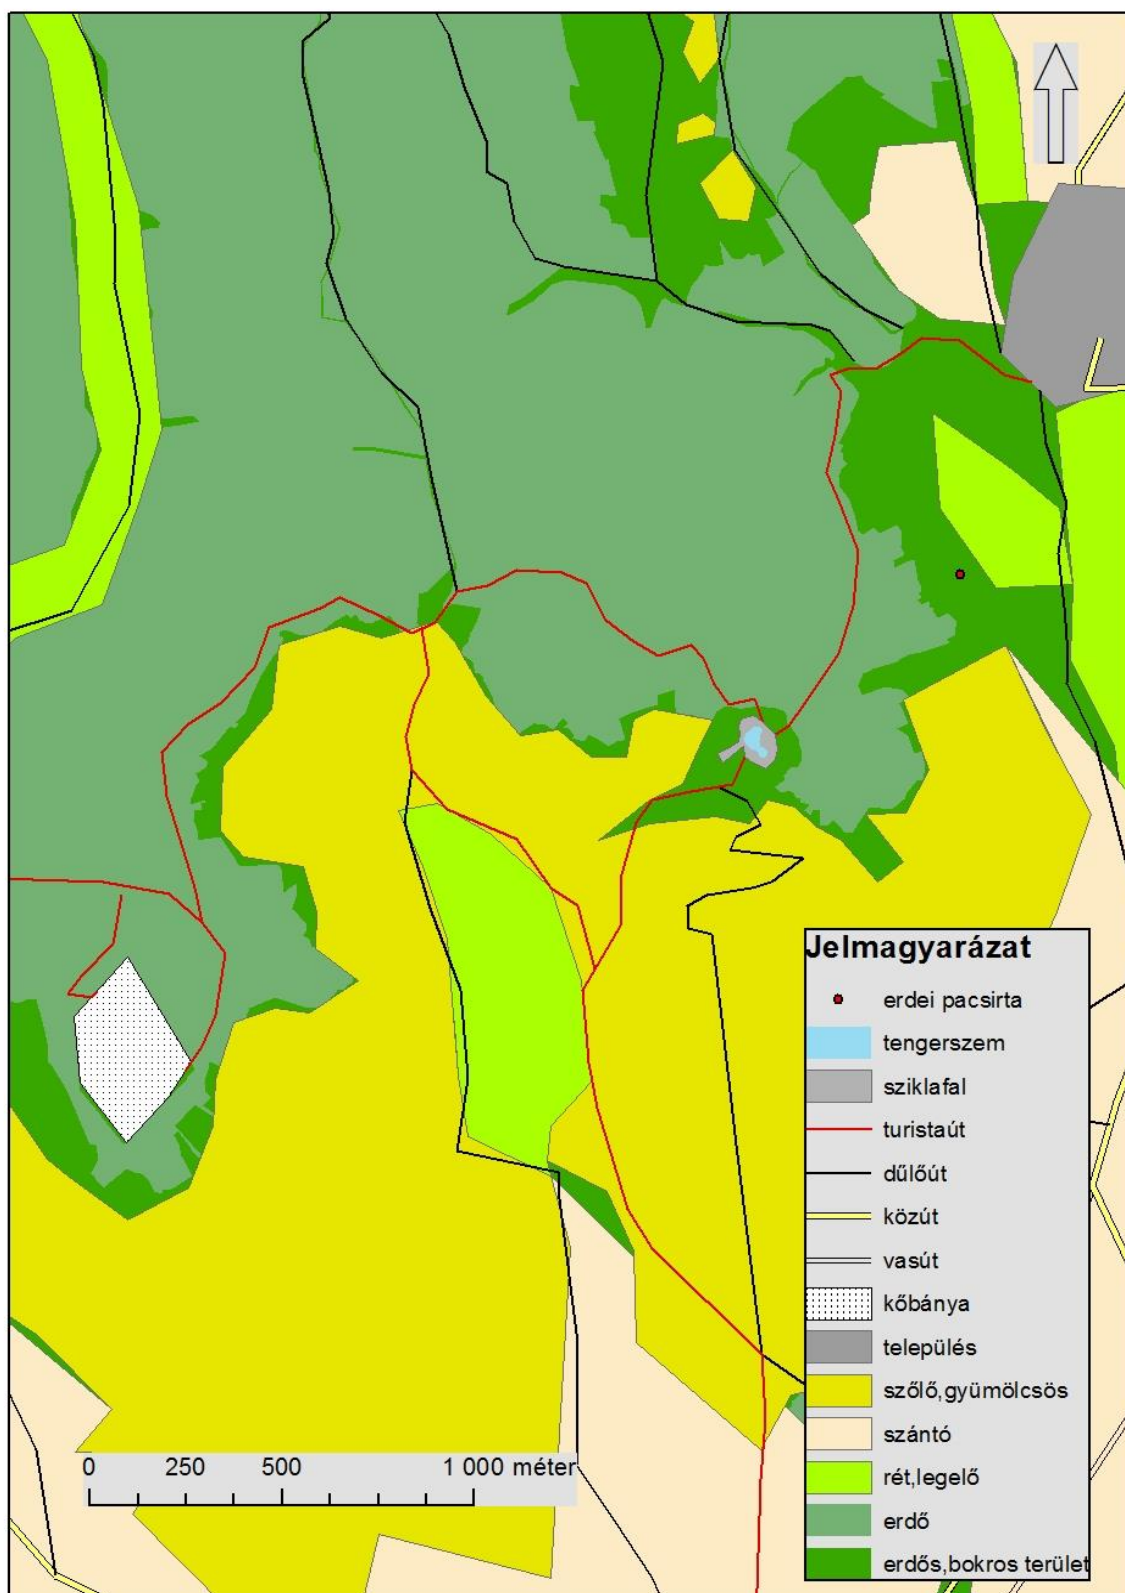 Jelmagyarázat
erdei pacsirta
tengerszem
sziklafal
turistaút
dűlőút
közút
vasút
kőbánya
település
szőlő,gyümölcsös
szántó
rét,legelő
erdő
erdős,bokros terület
0 250 500 1 000 méter